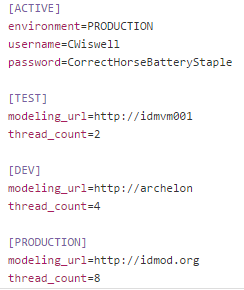 [ACTIVE]
environment=PRODUCTION
username=CWiswell
password=CorrectHorseBatteryStaple
[TEST]
modeling_url=http://idmvm001
thread_count=2
[DEV]
modeling_url=http://archelon
thread_count=4
[PRODUCTION]
modeling_url=http://idmod.org
thread_count=8